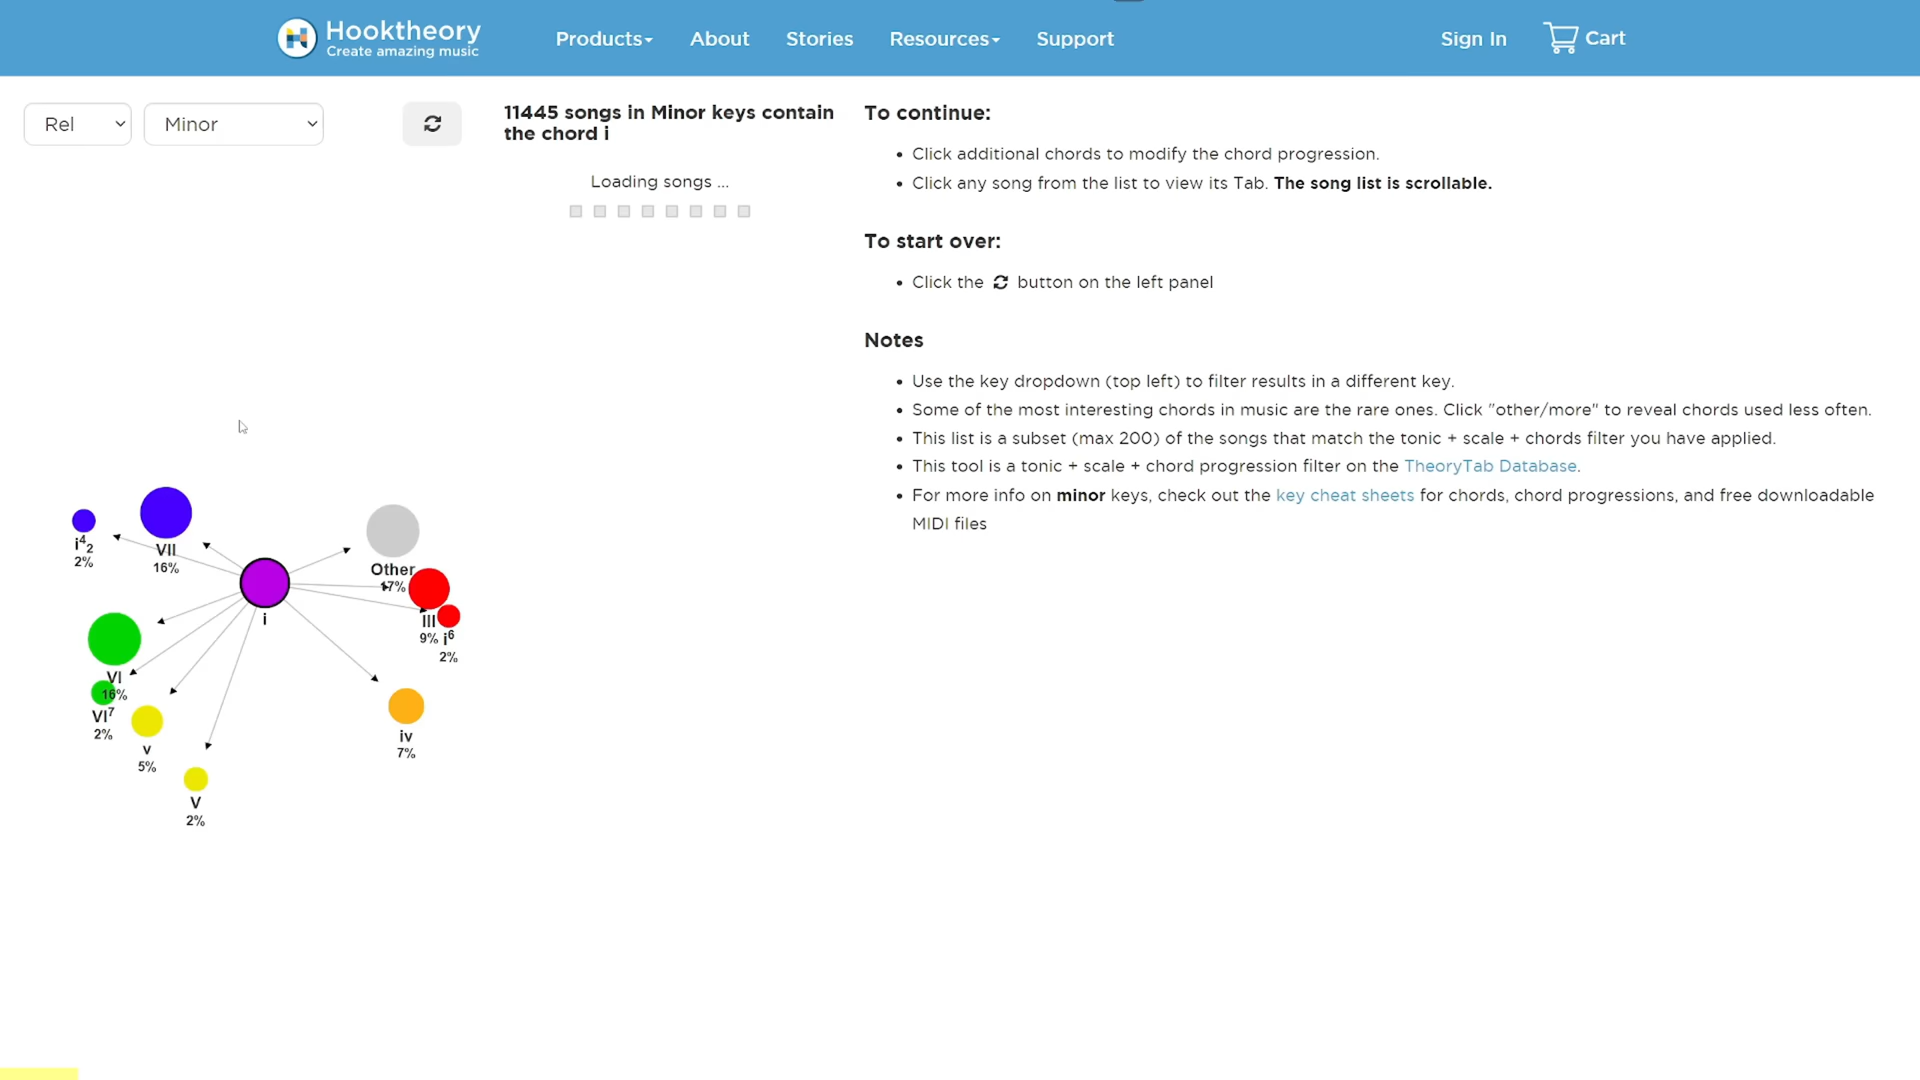 Hooktheory
Create amazing music
Products
About
Stories
Resources
Support
Sign In
Cart
Rel
Minor
11445 songs in Minor keys contain
the chord i
Loading songs ...
To continue:
Click additional chords to modify the chord progression.
Click any song from the list to view its Tab. The song list is scrollable.
To start over:
Click the button on the left panel
Notes
Use the key dropdown (top left) to filter results in a different key.
Some of the most interesting chords in music are the rare ones. Click "other/more" to reveal chords used less often.
This list is a subset (max 200) of the songs that match the tonic + scale + chords filter you have applied.
This tool is a tonic + scale + chord progression filter on the TheoryTab Database.
For more info on minor keys, check out the key cheat sheets for chords, chord progressions, and free downloadable
MIDI files
i⁴₂
2%
VII
16%
i
Other
17%
III
9%
i⁶
2%
VI
16%
VI⁷
2%
v
5%
V
2%
iv
7%